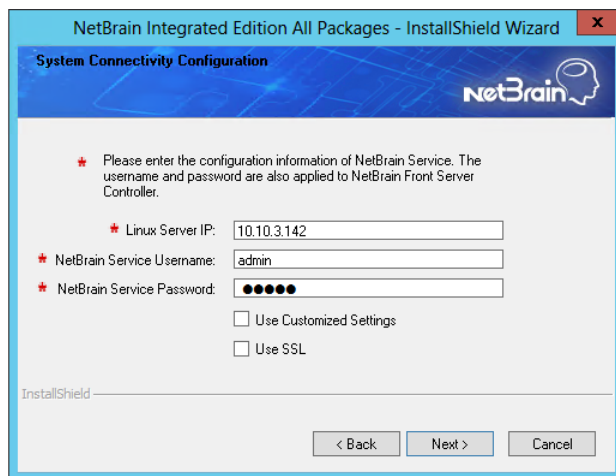 NetBrain Integrated Edition All Packages - InstallShield Wizard x
System Connectivity Configuration
NetBrain
* Please enter the configuration information of NetBrain Service. The
username and password are also applied to NetBrain Front Server
Controller.
* Linux Server IP: 10.10.3.142
* NetBrain Service Username: admin
* NetBrain Service Password: ●●●●●
Use Customized Settings
Use SSL
InstallShield
< Back Next > Cancel